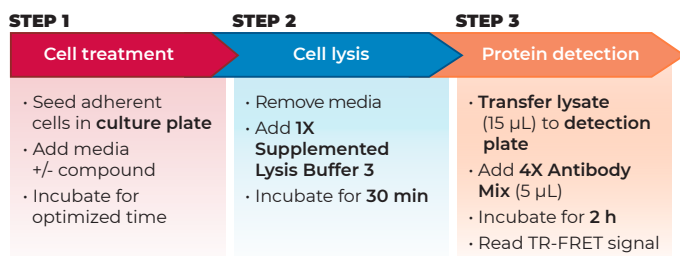 STEP 1
Cell treatment
· Seed adherent
cells in culture plate
· Add media
+/- compound
· Incubate for
optimized time
STEP 2
Cell lysis
· Remove media
· Add 1X
Supplemented
Lysis Buffer 3
· Incubate for 30 min
STEP 3
Protein detection
· Transfer lysate
(15 µL) to detection
plate
· Add 4X Antibody
Mix (5 µL)
· Incubate for 2 h
· Read TR-FRET signal